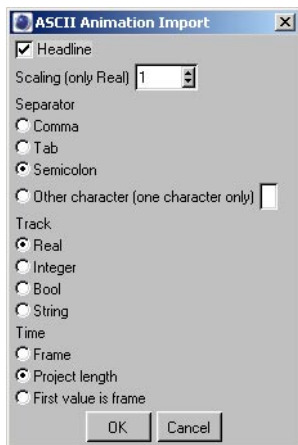 ASCII Animation Import
Headline
Scaling (only Real) 1
Separator
Comma
Tab
Semicolon
Other character (one character only)
Track
Real
Integer
Bool
String
Time
Frame
Project length
First value is frame
OK Cancel